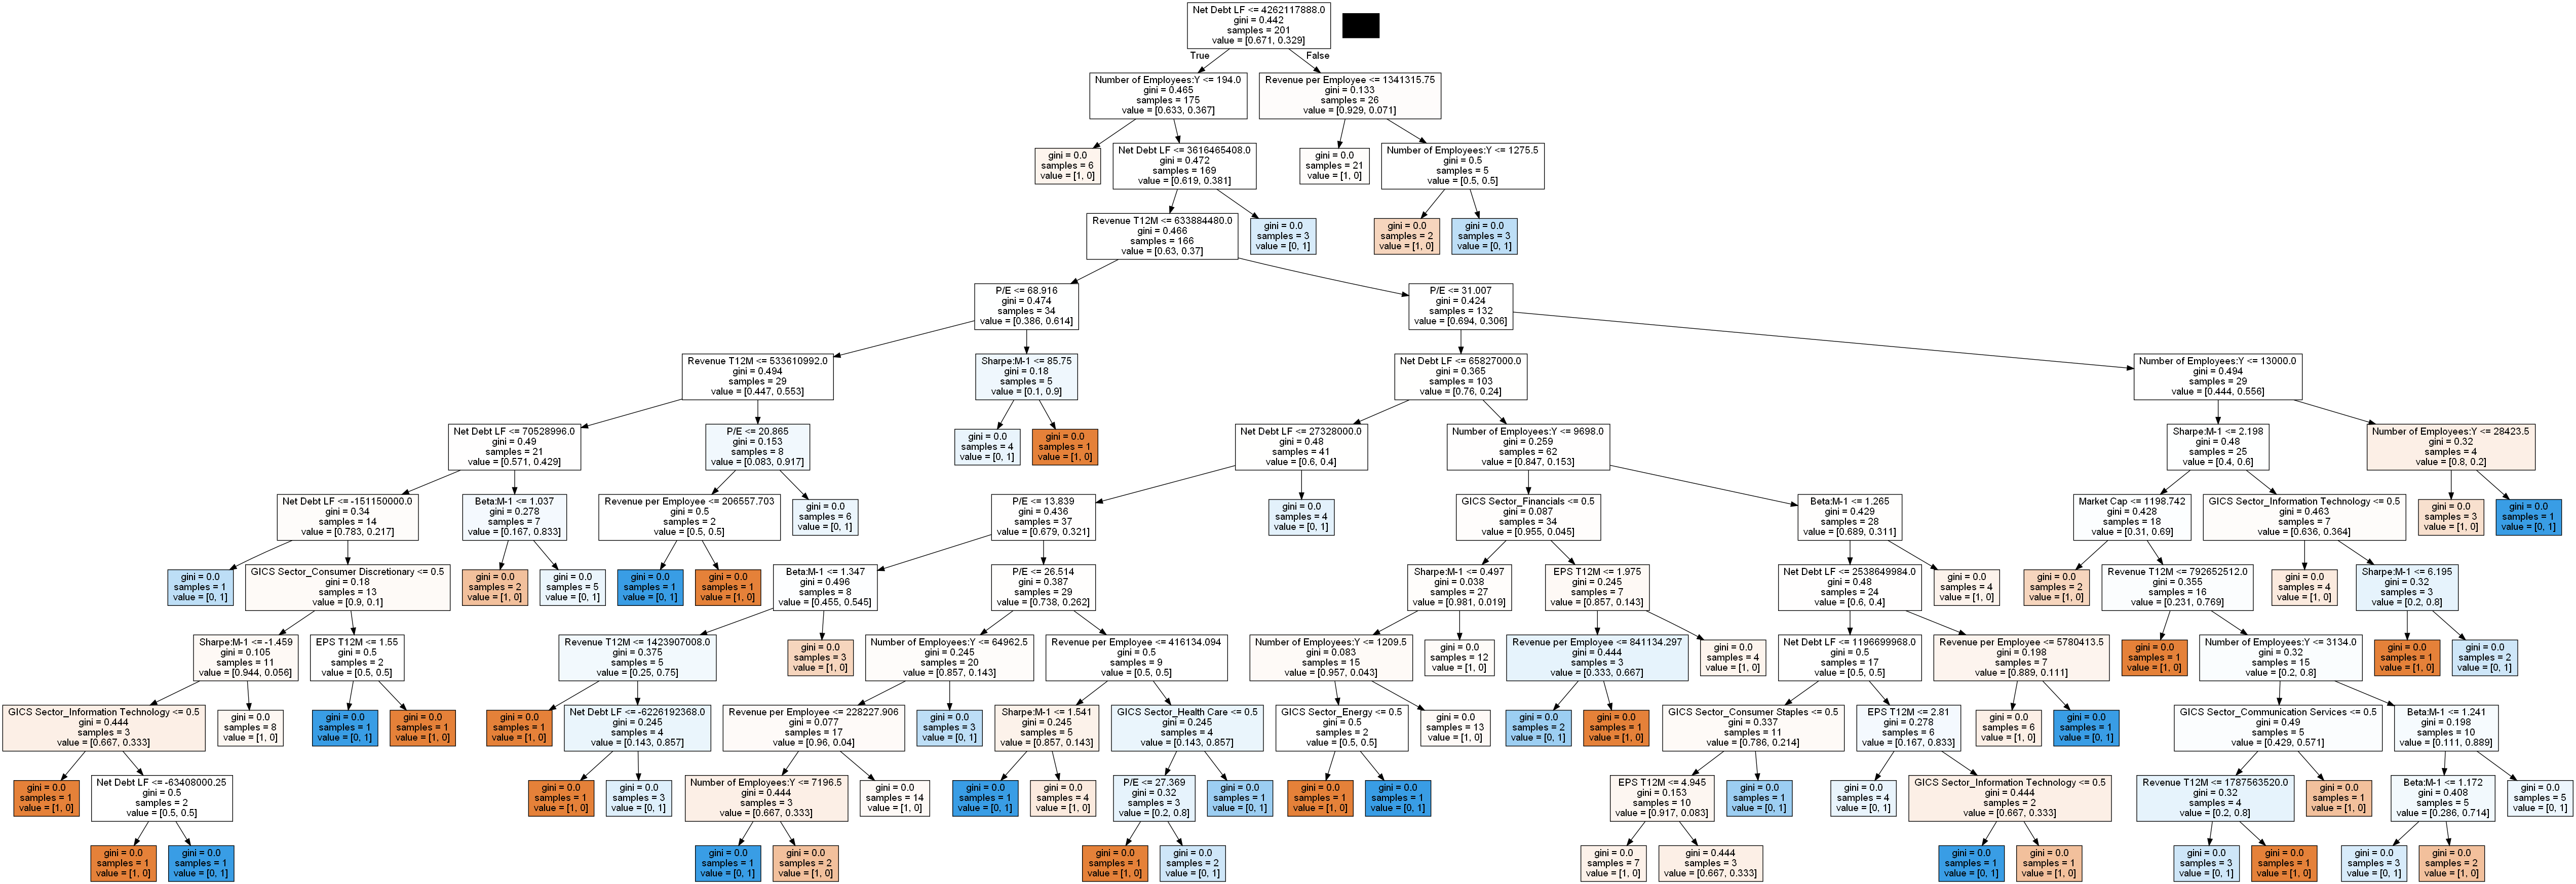 Net Debt LF <= 4262117888.0
gini = 0.442
samples = 201
value = [0.671, 0.329]
True
False
Number of Employees:Y <= 194.0
gini = 0.465
samples = 175
value = [0.633, 0.367]
Revenue per Employee <= 1341315.75
gini = 0.133
samples = 26
value = [0.929, 0.071]
gini = 0.0
samples = 6
value = [1, 0]
Net Debt LF <= 3616465408.0
gini = 0.472
samples = 169
value = [0.619, 0.381]
gini = 0.0
samples = 21
value = [1, 0]
Number of Employees:Y <= 1275.5
gini = 0.5
samples = 5
value = [0.5, 0.5]
Revenue T12M <= 633884480.0
gini = 0.466
samples = 166
value = [0.63, 0.37]
gini = 0.0
samples = 3
value = [0, 1]
gini = 0.0
samples = 2
value = [1, 0]
gini = 0.0
samples = 3
value = [0, 1]
P/E <= 68.916
gini = 0.474
samples = 34
value = [0.386, 0.614]
P/E <= 31.007
gini = 0.424
samples = 132
value = [0.694, 0.306]
Revenue T12M <= 533610992.0
gini = 0.494
samples = 29
value = [0.447, 0.553]
Sharpe:M-1 <= 85.75
gini = 0.18
samples = 5
value = [0.1, 0.9]
Net Debt LF <= 65827000.0
gini = 0.365
samples = 103
value = [0.76, 0.24]
Number of Employees:Y <= 13000.0
gini = 0.494
samples = 29
value = [0.444, 0.556]
Net Debt LF <= 70528996.0
gini = 0.49
samples = 21
value = [0.571, 0.429]
P/E <= 20.865
gini = 0.153
samples = 8
value = [0.083, 0.917]
gini = 0.0
samples = 4
value = [0, 1]
gini = 0.0
samples = 1
value = [1, 0]
Net Debt LF <= 27328000.0
gini = 0.48
samples = 41
value = [0.6, 0.4]
Number of Employees:Y <= 9698.0
gini = 0.259
samples = 62
value = [0.847, 0.153]
Sharpe:M-1 <= 2.198
gini = 0.48
samples = 25
value = [0.4, 0.6]
Number of Employees:Y <= 28423.5
gini = 0.32
samples = 4
value = [0.8, 0.2]
Net Debt LF <= -151150000.0
gini = 0.34
samples = 14
value = [0.783, 0.217]
Beta:M-1 <= 1.037
gini = 0.278
samples = 7
value = [0.167, 0.833]
Revenue per Employee <= 206557.703
gini = 0.5
samples = 2
value = [0.5, 0.5]
gini = 0.0
samples = 6
value = [0, 1]
P/E <= 13.839
gini = 0.436
samples = 37
value = [0.679, 0.321]
gini = 0.0
samples = 4
value = [0, 1]
GICS Sector_Financials <= 0.5
gini = 0.087
samples = 34
value = [0.955, 0.045]
Beta:M-1 <= 1.265
gini = 0.429
samples = 28
value = [0.689, 0.311]
Market Cap <= 1198.742
gini = 0.428
samples = 18
value = [0.31, 0.69]
GICS Sector_Information Technology <= 0.5
gini = 0.463
samples = 7
value = [0.636, 0.364]
gini = 0.0
samples = 3
value = [1, 0]
gini = 0.0
samples = 1
value = [0, 1]
gini = 0.0
samples = 1
value = [0, 1]
GICS Sector_Consumer Discretionary <= 0.5
gini = 0.18
samples = 13
value = [0.9, 0.1]
gini = 0.0
samples = 2
value = [1, 0]
gini = 0.0
samples = 5
value = [0, 1]
gini = 0.0
samples = 1
value = [0, 1]
gini = 0.0
samples = 1
value = [1, 0]
Beta:M-1 <= 1.347
gini = 0.496
samples = 8
value = [0.455, 0.545]
P/E <= 26.514
gini = 0.387
samples = 29
value = [0.738, 0.262]
Sharpe:M-1 <= 0.497
gini = 0.038
samples = 27
value = [0.981, 0.019]
EPS T12M <= 1.975
gini = 0.245
samples = 7
value = [0.857, 0.143]
Net Debt LF <= 2538649984.0
gini = 0.48
samples = 24
value = [0.6, 0.4]
gini = 0.0
samples = 4
value = [1, 0]
gini = 0.0
samples = 2
value = [1, 0]
Revenue T12M <= 792652512.0
gini = 0.355
samples = 16
value = [0.231, 0.769]
gini = 0.0
samples = 4
value = [1, 0]
Sharpe:M-1 <= 6.195
gini = 0.32
samples = 3
value = [0.2, 0.8]
Sharpe:M-1 <= -1.459
gini = 0.105
samples = 11
value = [0.944, 0.056]
EPS T12M <= 1.55
gini = 0.5
samples = 2
value = [0.5, 0.5]
Revenue T12M <= 1423907008.0
gini = 0.375
samples = 5
value = [0.25, 0.75]
gini = 0.0
samples = 3
value = [1, 0]
Number of Employees:Y <= 64962.5
gini = 0.245
samples = 20
value = [0.857, 0.143]
Revenue per Employee <= 416134.094
gini = 0.5
samples = 9
value = [0.5, 0.5]
Number of Employees:Y <= 1209.5
gini = 0.083
samples = 15
value = [0.957, 0.043]
gini = 0.0
samples = 12
value = [1, 0]
Revenue per Employee <= 841134.297
gini = 0.444
samples = 3
value = [0.333, 0.667]
gini = 0.0
samples = 4
value = [1, 0]
Net Debt LF <= 1196699968.0
gini = 0.5
samples = 17
value = [0.5, 0.5]
Revenue per Employee <= 5780413.5
gini = 0.198
samples = 7
value = [0.889, 0.111]
gini = 0.0
samples = 1
value = [1, 0]
Number of Employees:Y <= 3134.0
gini = 0.32
samples = 15
value = [0.2, 0.8]
gini = 0.0
samples = 1
value = [1, 0]
gini = 0.0
samples = 2
value = [0, 1]
GICS Sector_Information Technology <= 0.5
gini = 0.444
samples = 3
value = [0.667, 0.333]
gini = 0.0
samples = 8
value = [1, 0]
gini = 0.0
samples = 1
value = [0, 1]
gini = 0.0
samples = 1
value = [1, 0]
gini = 0.0
samples = 1
value = [1, 0]
Net Debt LF <= -6226192368.0
gini = 0.245
samples = 4
value = [0.143, 0.857]
Revenue per Employee <= 228227.906
gini = 0.077
samples = 17
value = [0.96, 0.04]
gini = 0.0
samples = 3
value = [0, 1]
Sharpe:M-1 <= 1.541
gini = 0.245
samples = 5
value = [0.857, 0.143]
GICS Sector_Health Care <= 0.5
gini = 0.245
samples = 4
value = [0.143, 0.857]
GICS Sector_Energy <= 0.5
gini = 0.5
samples = 2
value = [0.5, 0.5]
gini = 0.0
samples = 13
value = [1, 0]
gini = 0.0
samples = 2
value = [0, 1]
gini = 0.0
samples = 1
value = [1, 0]
GICS Sector_Consumer Staples <= 0.5
gini = 0.337
samples = 11
value = [0.786, 0.214]
EPS T12M <= 2.81
gini = 0.278
samples = 6
value = [0.167, 0.833]
gini = 0.0
samples = 6
value = [1, 0]
gini = 0.0
samples = 1
value = [0, 1]
GICS Sector_Communication Services <= 0.5
gini = 0.49
samples = 5
value = [0.429, 0.571]
Beta:M-1 <= 1.241
gini = 0.198
samples = 10
value = [0.111, 0.889]
gini = 0.0
samples = 1
value = [1, 0]
Net Debt LF <= -63408000.25
gini = 0.5
samples = 2
value = [0.5, 0.5]
gini = 0.0
samples = 1
value = [1, 0]
gini = 0.0
samples = 3
value = [0, 1]
Number of Employees:Y <= 7196.5
gini = 0.444
samples = 3
value = [0.667, 0.333]
gini = 0.0
samples = 14
value = [1, 0]
gini = 0.0
samples = 1
value = [0, 1]
gini = 0.0
samples = 4
value = [1, 0]
P/E <= 27.369
gini = 0.32
samples = 3
value = [0.2, 0.8]
gini = 0.0
samples = 1
value = [0, 1]
gini = 0.0
samples = 1
value = [1, 0]
gini = 0.0
samples = 1
value = [0, 1]
EPS T12M <= 4.945
gini = 0.153
samples = 10
value = [0.917, 0.083]
gini = 0.0
samples = 1
value = [0, 1]
gini = 0.0
samples = 4
value = [0, 1]
GICS Sector_Information Technology <= 0.5
gini = 0.444
samples = 2
value = [0.667, 0.333]
Revenue T12M <= 1787563520.0
gini = 0.32
samples = 4
value = [0.2, 0.8]
gini = 0.0
samples = 1
value = [1, 0]
Beta:M-1 <= 1.172
gini = 0.408
samples = 5
value = [0.286, 0.714]
gini = 0.0
samples = 5
value = [0, 1]
gini = 0.0
samples = 1
value = [1, 0]
gini = 0.0
samples = 1
value = [0, 1]
gini = 0.0
samples = 1
value = [0, 1]
gini = 0.0
samples = 2
value = [1, 0]
gini = 0.0
samples = 1
value = [1, 0]
gini = 0.0
samples = 2
value = [0, 1]
gini = 0.0
samples = 7
value = [1, 0]
gini = 0.444
samples = 3
value = [0.667, 0.333]
gini = 0.0
samples = 1
value = [0, 1]
gini = 0.0
samples = 1
value = [1, 0]
gini = 0.0
samples = 3
value = [0, 1]
gini = 0.0
samples = 1
value = [1, 0]
gini = 0.0
samples = 3
value = [0, 1]
gini = 0.0
samples = 2
value = [1, 0]